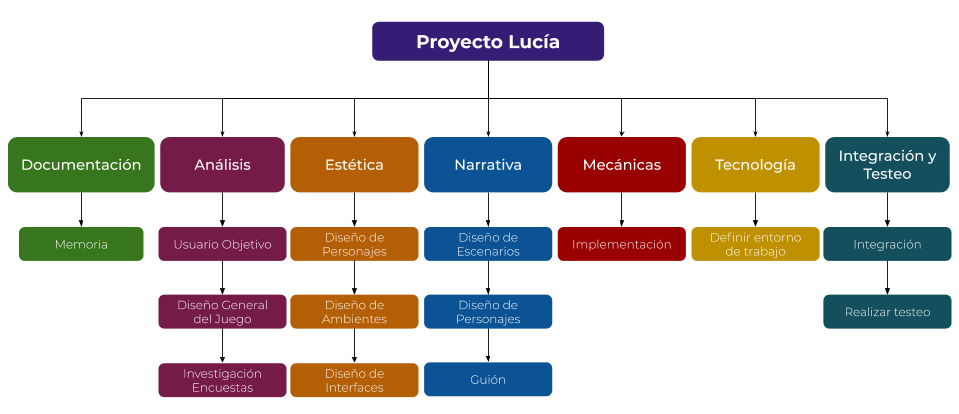 Proyecto Lucía
Documentación
Análisis
Estética
Narrativa
Mecánicas
Tecnología
Integración y
Testeo
Memoria
Usuario Objetivo
Diseño de
Personajes
Diseño de
Escenarios
Implementación
Definir entorno
de trabajo
Integración
Diseño General
del Juego
Diseño de
Ambientes
Diseño de
Personajes
Realizar testeo
Investigación
Encuestas
Diseño de
Interfaces
Guión